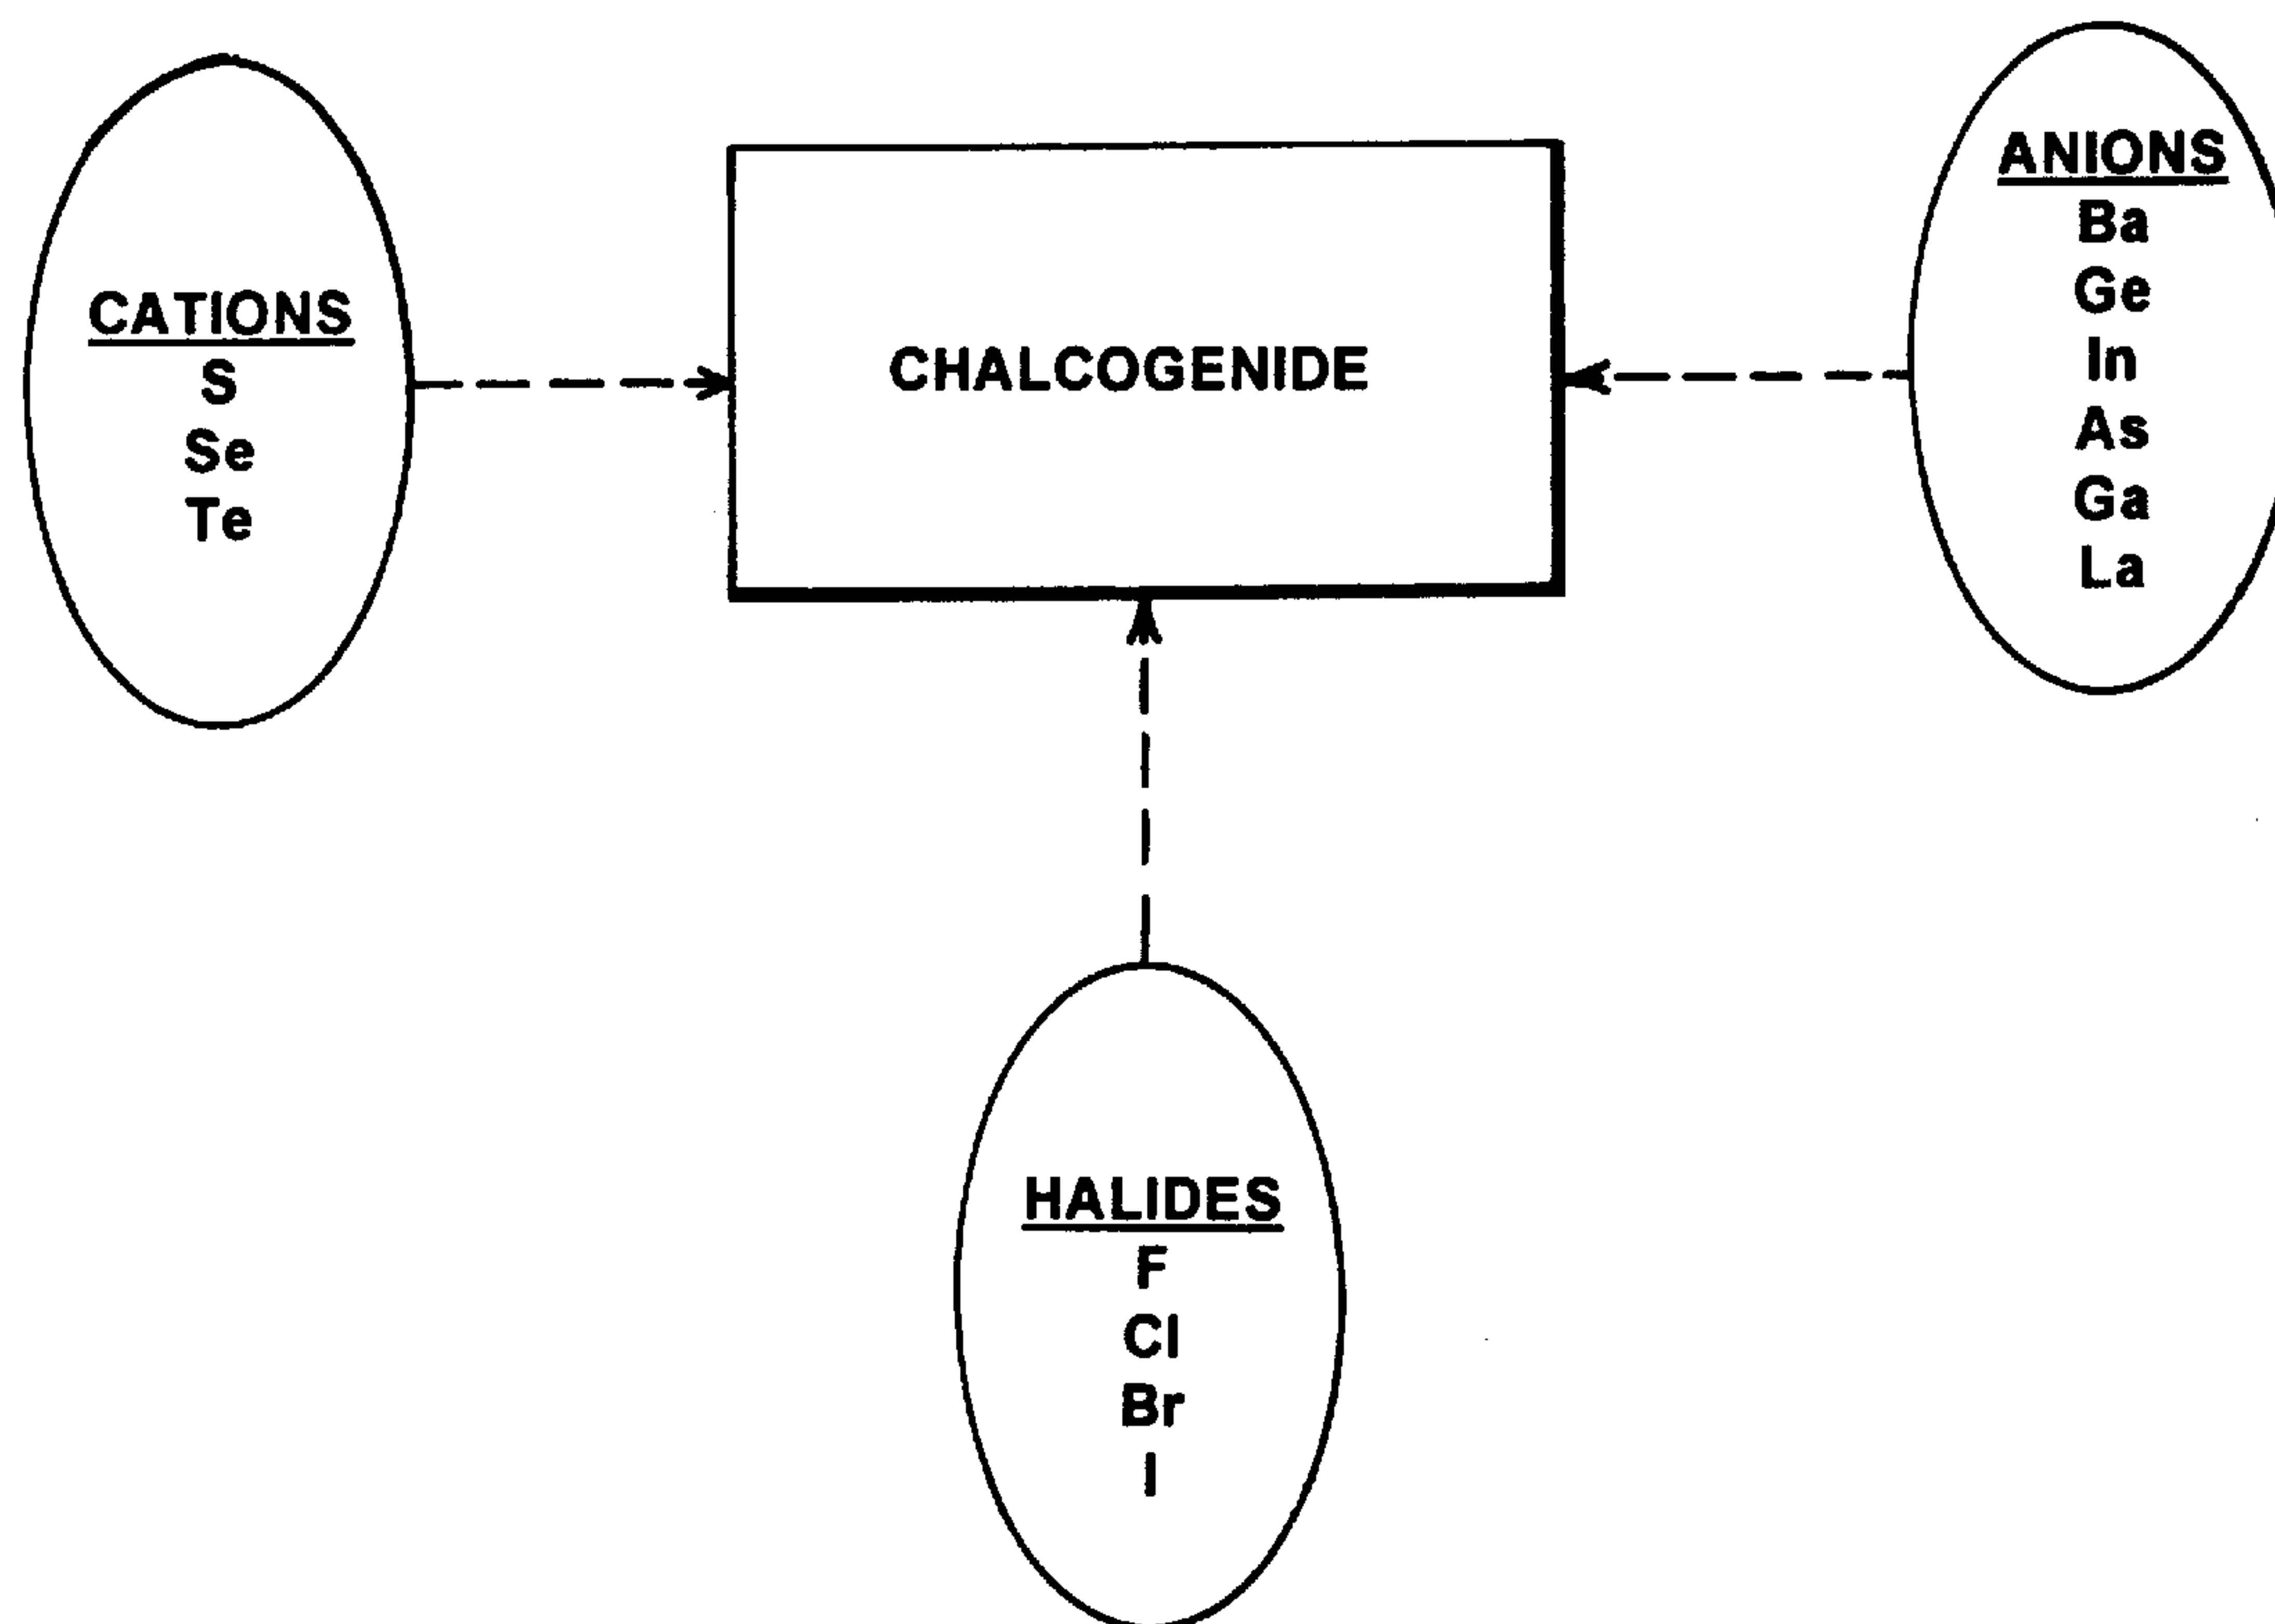 CATIONS
S
Se
Te
CHALCOGENIDE
ANIONS
Ba
Ge
In
As
Ga
La
HALIDES
F
Cl
Br
I